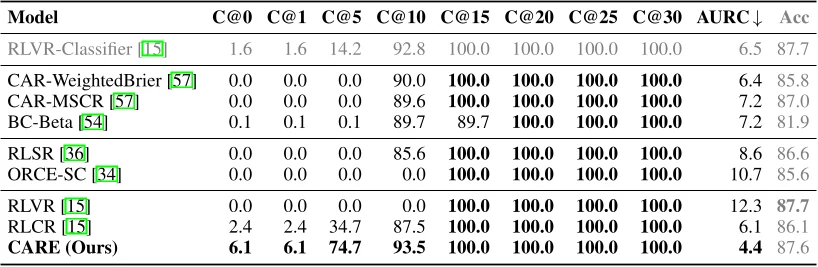 Model C@0 C@1 C@5 C@10 C@15 C@20 C@25 C@30 AURC↓ Acc
RLVR-Classifier [15] 1.6 1.6 14.2 92.8 100.0 100.0 100.0 100.0 6.5 87.7
CAR-WeightedBrier [57] 0.0 0.0 0.0 90.0 100.0 100.0 100.0 100.0 6.4 85.8
CAR-MSCR [57] 0.0 0.0 0.0 89.6 100.0 100.0 100.0 100.0 7.2 87.0
BC-Beta [54] 0.1 0.1 0.1 89.7 89.7 100.0 100.0 100.0 7.2 81.9
RLSR [36] 0.0 0.0 0.0 85.6 100.0 100.0 100.0 100.0 8.6 86.6
ORCE-SC [34] 0.0 0.0 0.0 0.0 100.0 100.0 100.0 100.0 10.7 85.6
RLVR [15] 0.0 0.0 0.0 0.0 100.0 100.0 100.0 100.0 12.3 87.7
RLCR [15] 2.4 2.4 34.7 87.5 100.0 100.0 100.0 100.0 6.1 86.1
CARE (Ours) 6.1 6.1 74.7 93.5 100.0 100.0 100.0 100.0 4.4 87.6